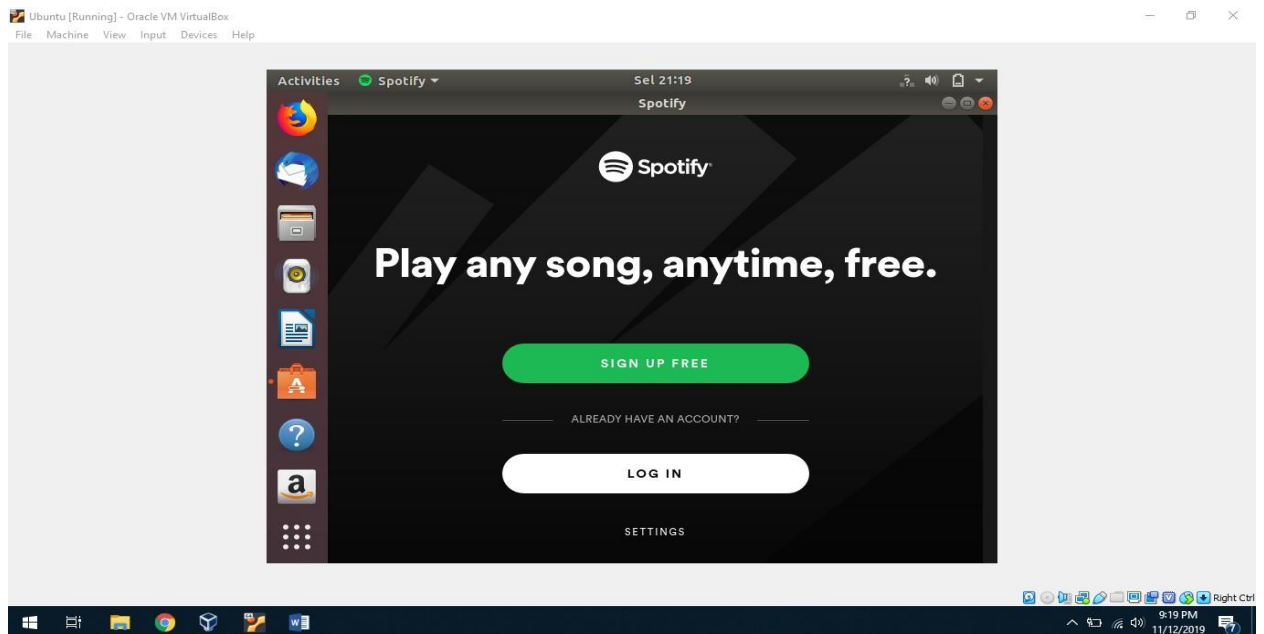 Ubuntu [Running] - Oracle VM VirtualBox
File Machine View Input Devices Help
Activities Spotify Sel 21:19
Spotify
Spotify
Play any song, anytime, free.
SIGN UP FREE
ALREADY HAVE AN ACCOUNT?
LOG IN
SETTINGS
Right Ctrl
9:19 PM
11/12/2019